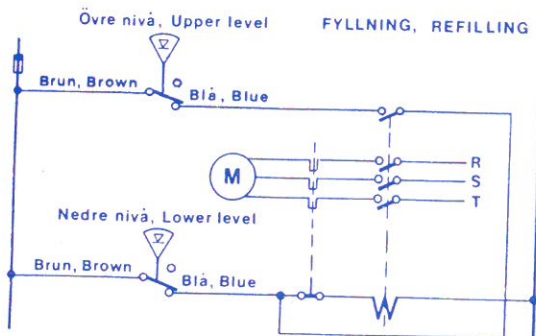 Övre nivå, Upper level
FYLLNING, REFILLING
Brun, Brown
Blå, Blue
R
M
S
T
Nedre nivå, Lower level
Brun, Brown
Blå, Blue